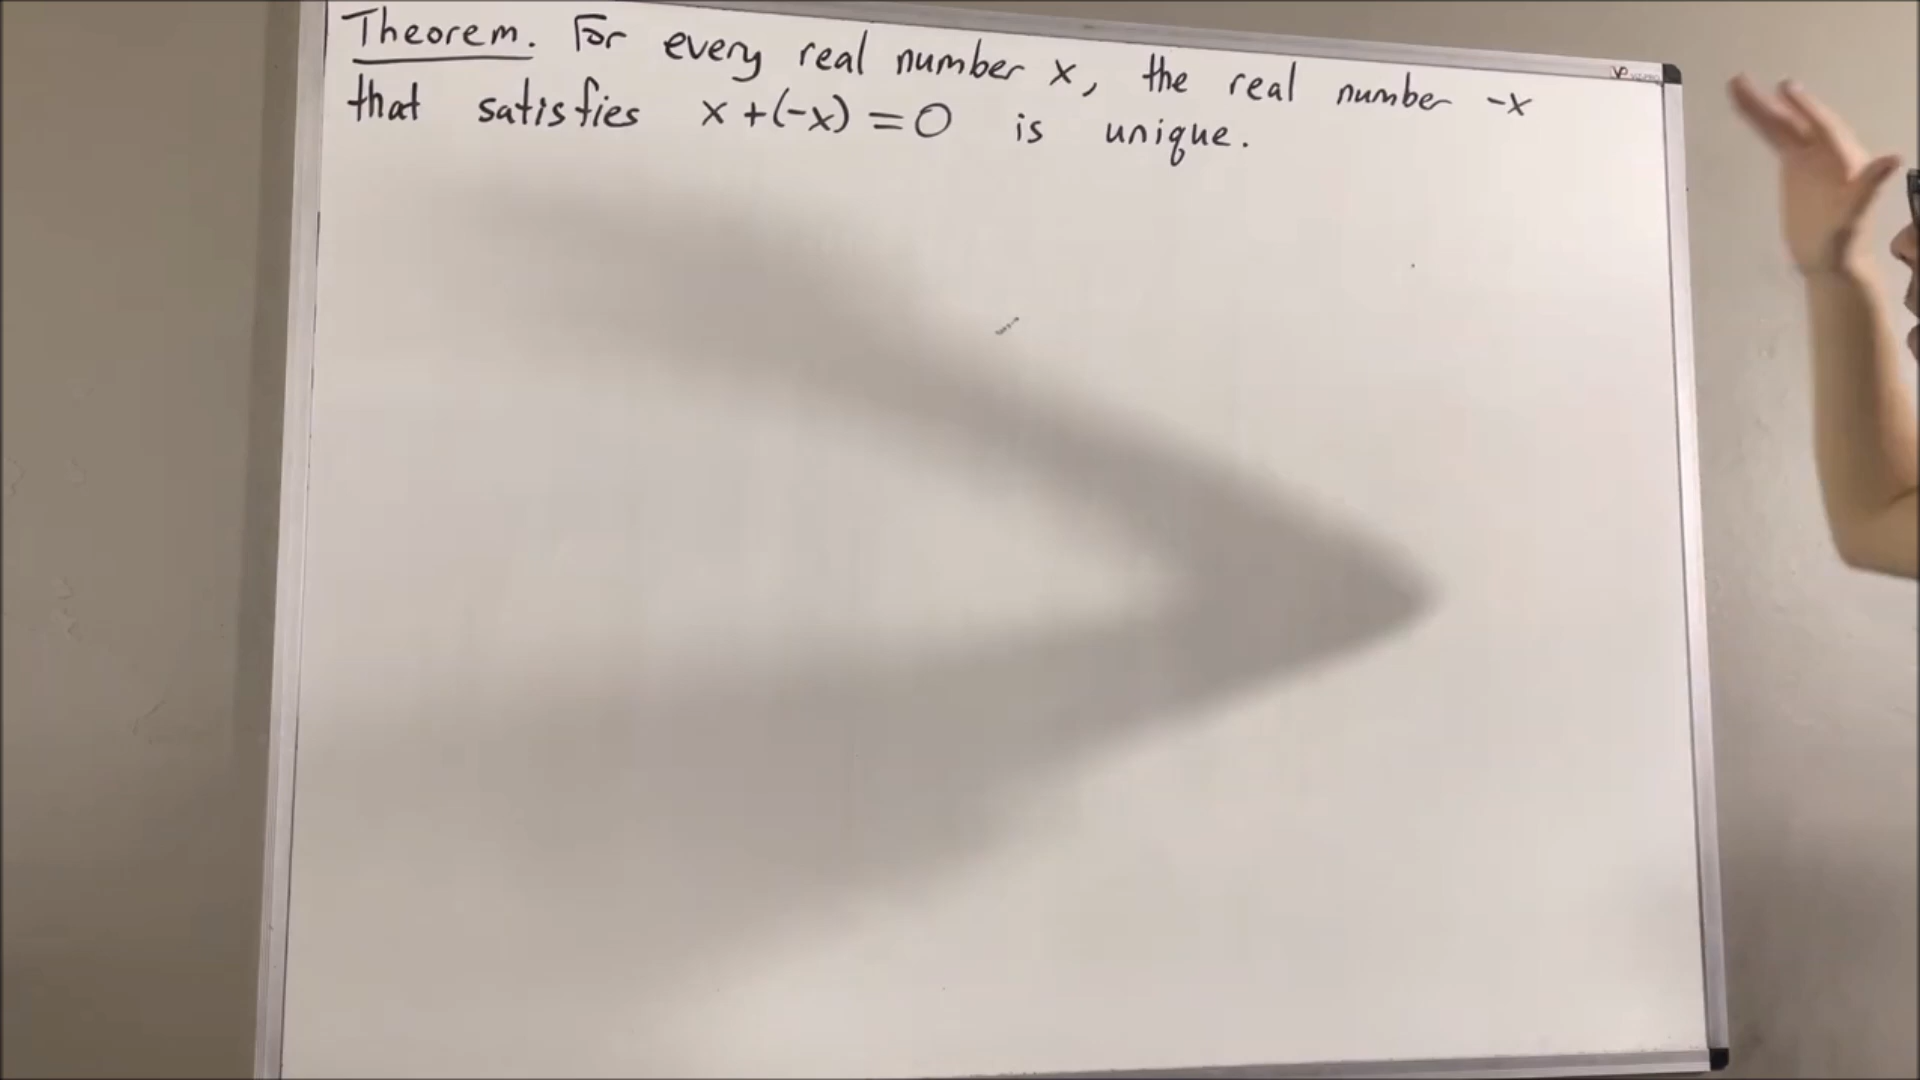 Theorem. For every real number x, the real number -x
that satisfies x+(-x) = 0 is unique.